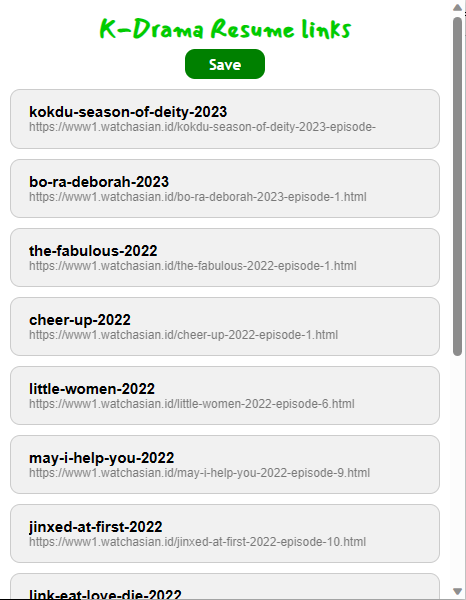 K-Drama Resume links
Save
kokdu-season-of-deity-2023
https://www1.watchasian.id/kokdu-season-of-deity-2023-episode-
bo-ra-deborah-2023
https://www1.watchasian.id/bo-ra-deborah-2023-episode-1.html
the-fabulous-2022
https://www1.watchasian.id/the-fabulous-2022-episode-1.html
cheer-up-2022
https://www1.watchasian.id/cheer-up-2022-episode-1.html
little-women-2022
https://www1.watchasian.id/little-women-2022-episode-6.html
may-i-help-you-2022
https://www1.watchasian.id/may-i-help-you-2022-episode-9.html
jinxed-at-first-2022
https://www1.watchasian.id/jinxed-at-first-2022-episode-10.html
link-eat-love-die-2022